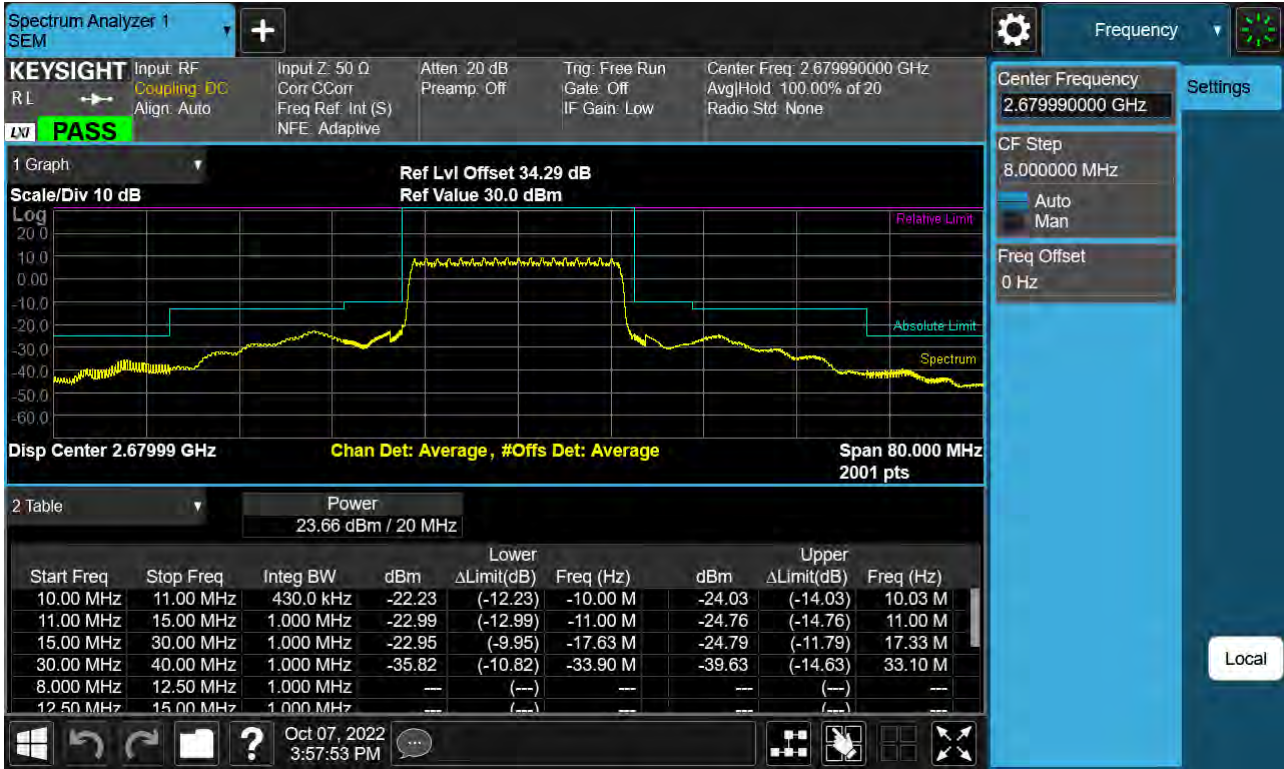 Spectrum Analyzer 1
SEM
+
Frequency
KEYSIGHT
RL
LXI
PASS
Input: RF
Coupling: DC
Align: Auto
Input Z: 50 Ω
Corr CCorr
Freq Ref: Int (S)
NFE: Adaptive
Atten: 20 dB
Preamp: Off
Trig: Free Run
Gate: Off
IF Gain: Low
Center Freq: 2.679990000 GHz
Avg|Hold: 100.00% of 20
Radio Std: None
Center Frequency
2.679990000 GHz
Settings
CF Step
8.000000 MHz
Auto
Man
Freq Offset
0 Hz
Local
1 Graph
Scale/Div 10 dB
Ref Lvl Offset 34.29 dB
Ref Value 30.0 dBm
Log
20.0
10.0
0.00
-10.0
-20.0
-30.0
-40.0
-50.0
-60.0
Relative Limit
Absolute Limit
Spectrum
Disp Center 2.67999 GHz Chan Det: Average, #Offs Det: Average Span 80.000 MHz
2001 pts
2 Table
Power
23.66 dBm / 20 MHz
Lower Upper
Start Freq Stop Freq Integ BW dBm ΔLimit(dB) Freq (Hz) dBm ΔLimit(dB) Freq (Hz)
10.00 MHz 11.00 MHz 430.0 kHz -22.23 (-12.23) -10.00 M -24.03 (-14.03) 10.03 M
11.00 MHz 15.00 MHz 1.000 MHz -22.99 (-12.99) -11.00 M -24.76 (-14.76) 11.00 M
15.00 MHz 30.00 MHz 1.000 MHz -22.95 (-9.95) -17.63 M -24.79 (-11.79) 17.33 M
30.00 MHz 40.00 MHz 1.000 MHz -35.82 (-10.82) -33.90 M -39.63 (-14.63) 33.10 M
8.000 MHz 12.50 MHz 1.000 MHz --- (---) --- --- (---) ---
12.50 MHz 15.00 MHz 1.000 MHz --- (---) --- --- (---) ---
?
Oct 07, 2022
3:57:53 PM